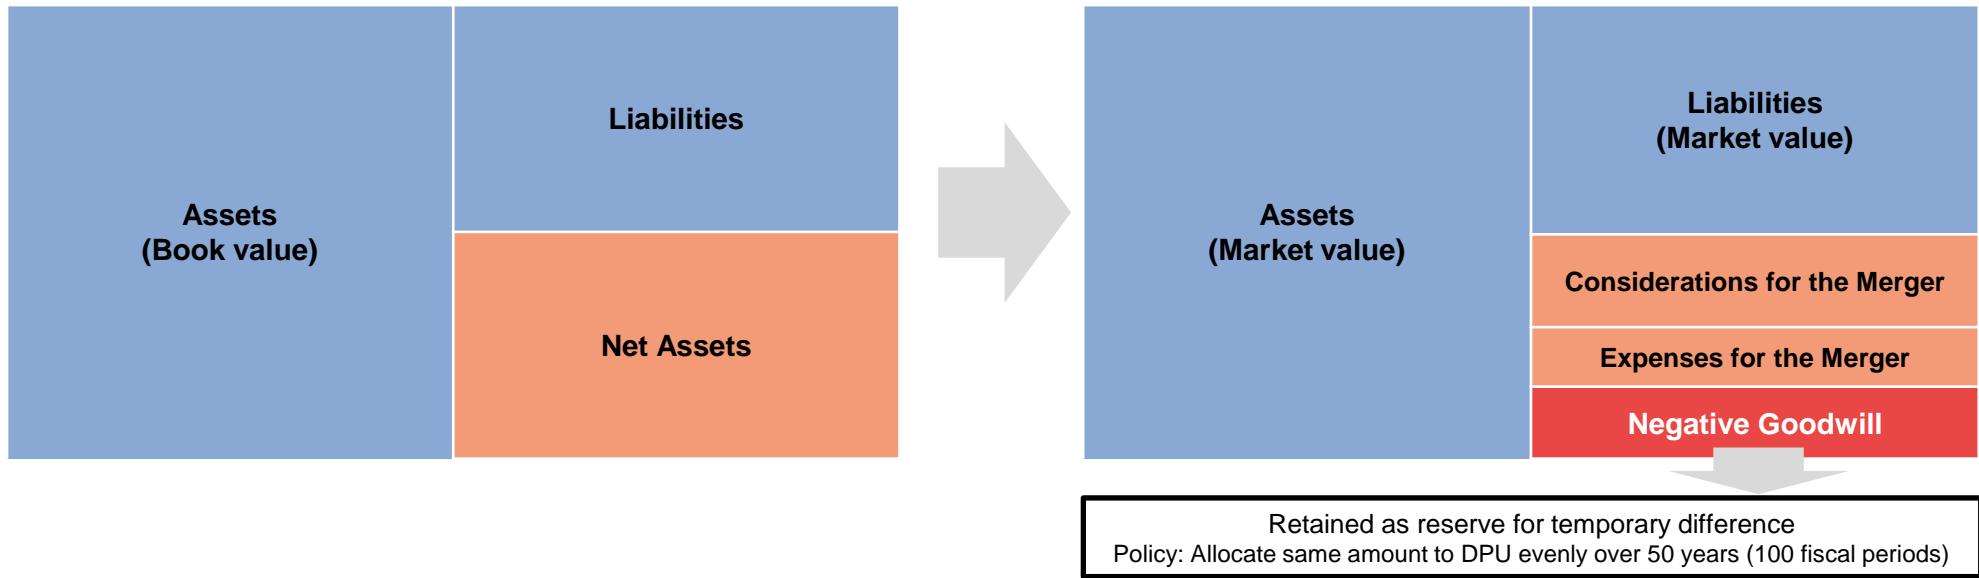 Assets
(Book value)
Liabilities
Net Assets
Assets
(Market value)
Liabilities
(Market value)
Considerations for the Merger
Expenses for the Merger
Negative Goodwill
Retained as reserve for temporary difference
Policy: Allocate same amount to DPU evenly over 50 years (100 fiscal periods)